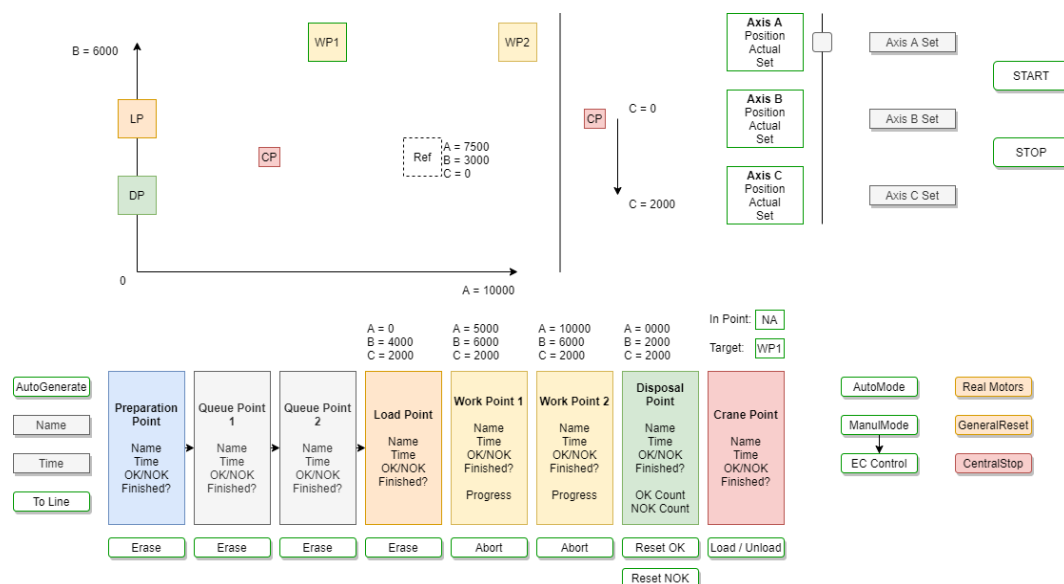 B = 6000
WP1
WP2
LP
CP
DP
Ref
A = 7500
B = 3000
C = 0
0
A = 10000
CP
C = 0
C = 2000
Axis A
Position
Actual
Set
Axis B
Position
Actual
Set
Axis C
Position
Actual
Set
Axis A Set
Axis B Set
Axis C Set
START
STOP
A = 0
B = 4000
C = 2000
A = 5000
B = 6000
C = 2000
A = 10000
B = 6000
C = 2000
A = 0000
B = 2000
C = 2000
In Point:
NA
Target:
WP1
AutoGenerate
Name
Time
To Line
Preparation
Point
Name
Time
OK/NOK
Finished?
Erase
Queue Point
1
Name
Time
OK/NOK
Finished?
Erase
Queue Point
2
Name
Time
OK/NOK
Finished?
Erase
Load Point
Name
Time
OK/NOK
Finished?
Erase
Work Point 1
Name
Time
OK/NOK
Finished?
Progress
Abort
Work Point 2
Name
Time
OK/NOK
Finished?
Progress
Abort
Disposal
Point
Name
Time
OK/NOK
Finished?
OK Count
NOK Count
Reset OK
Reset NOK
Crane Point
Name
Time
OK/NOK
Finished?
Load / Unload
AutoMode
ManulMode
EC Control
Real Motors
GeneralReset
CentralStop